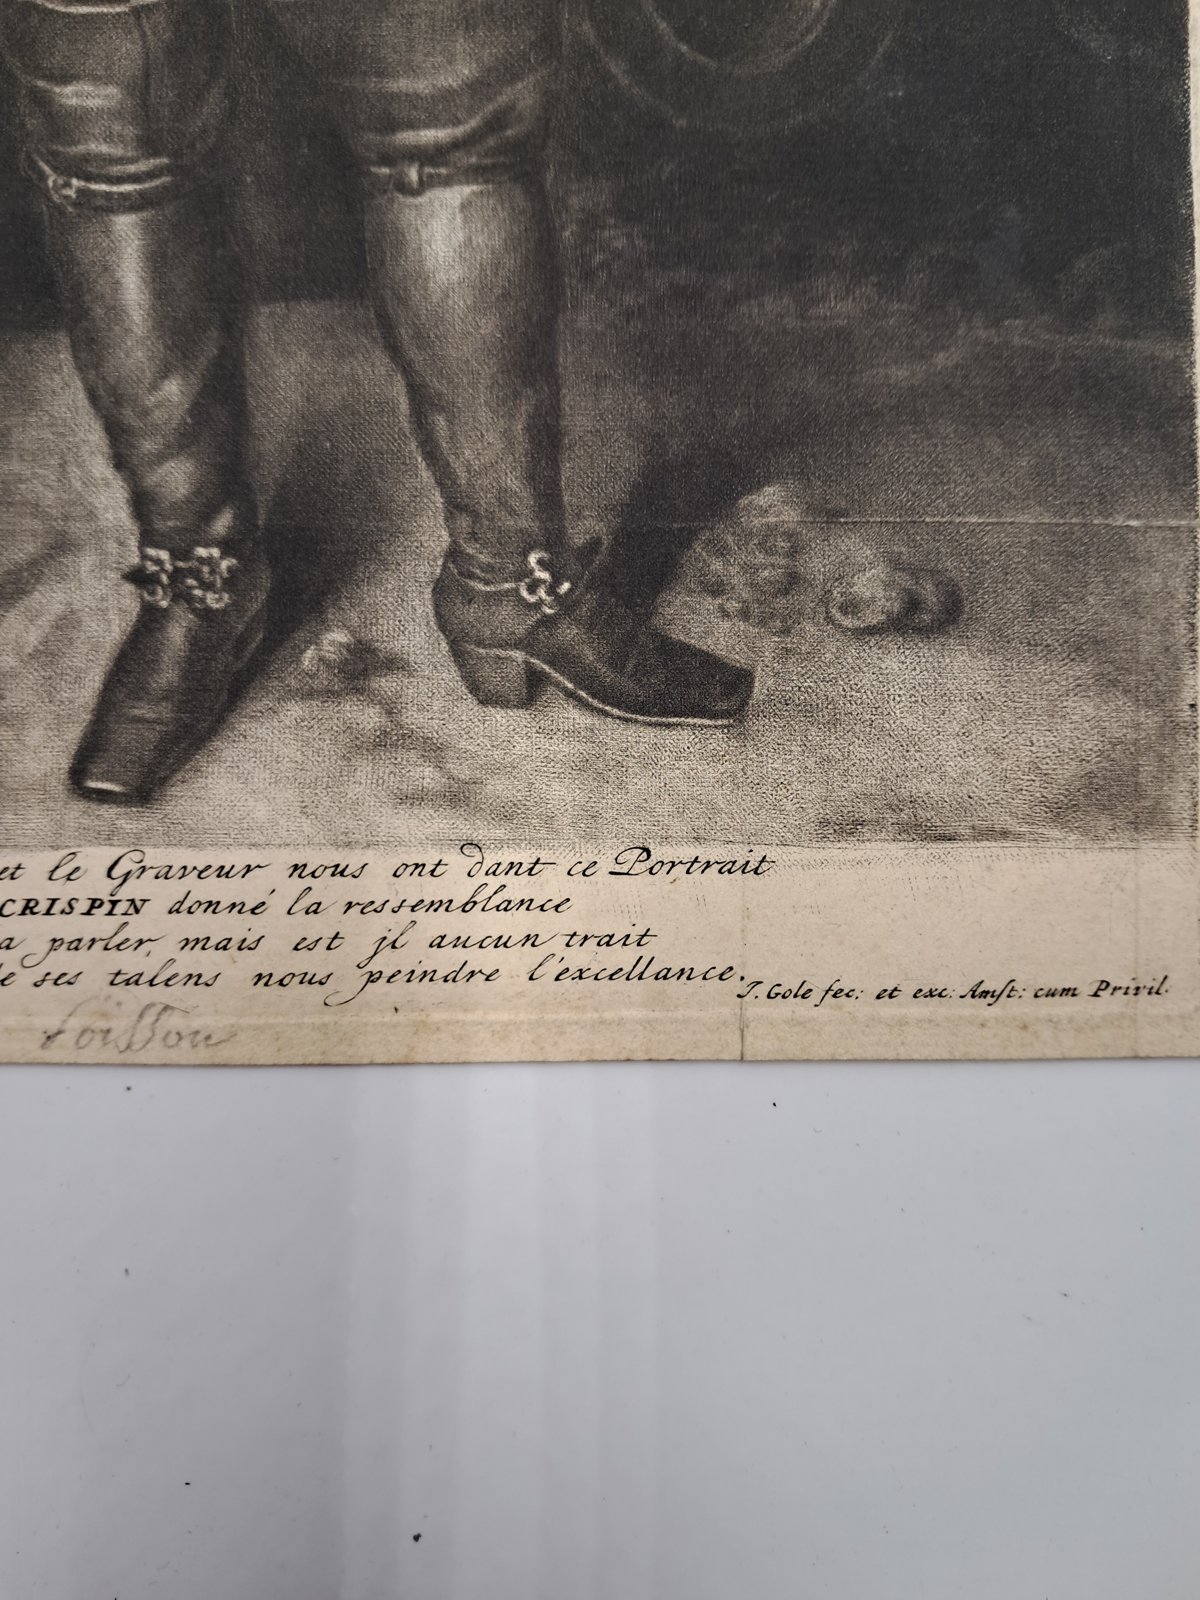 et le Graveur nous ont dant ce Portrait
CRISPIN donné la ressemblance
a parler, mais est jl aucun trait
de ses talens nous peindre l'excellance.
J. Gole fec: et exc: Amst: cum Privil.